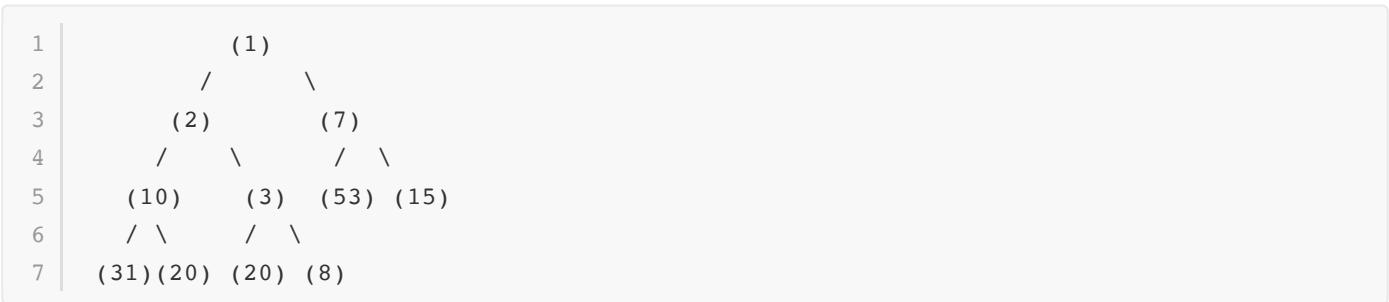 1 (1)
2 / \
3 (2) (7)
4 / \ / \
5 (10) (3) (53) (15)
6 / \ / \
7 (31)(20) (20) (8)